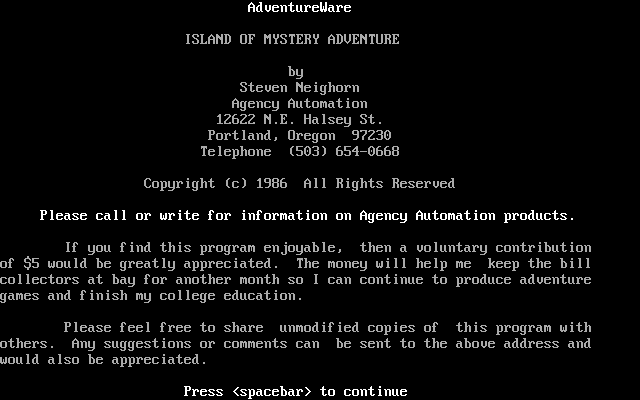 AdventureWare
ISLAND OF MYSTERY ADVENTURE
by
Steven Neighorn
Agency Automation
12622 N.E. Halsey St.
Portland, Oregon  97230
Telephone  (503) 654-0668
Copyright (c) 1986  All Rights Reserved
Please call or write for information on Agency Automation products.
If you find this program enjoyable,  then a voluntary contribution
of $5 would be greatly appreciated.  The money will help me  keep the bill
collectors at bay for another month so I can continue to produce adventure
games and finish my college education.
Please feel free to share  unmodified copies of  this program with
others.  Any suggestions or comments can  be sent to the above address and
would also be appreciated.
Press <spacebar> to continue